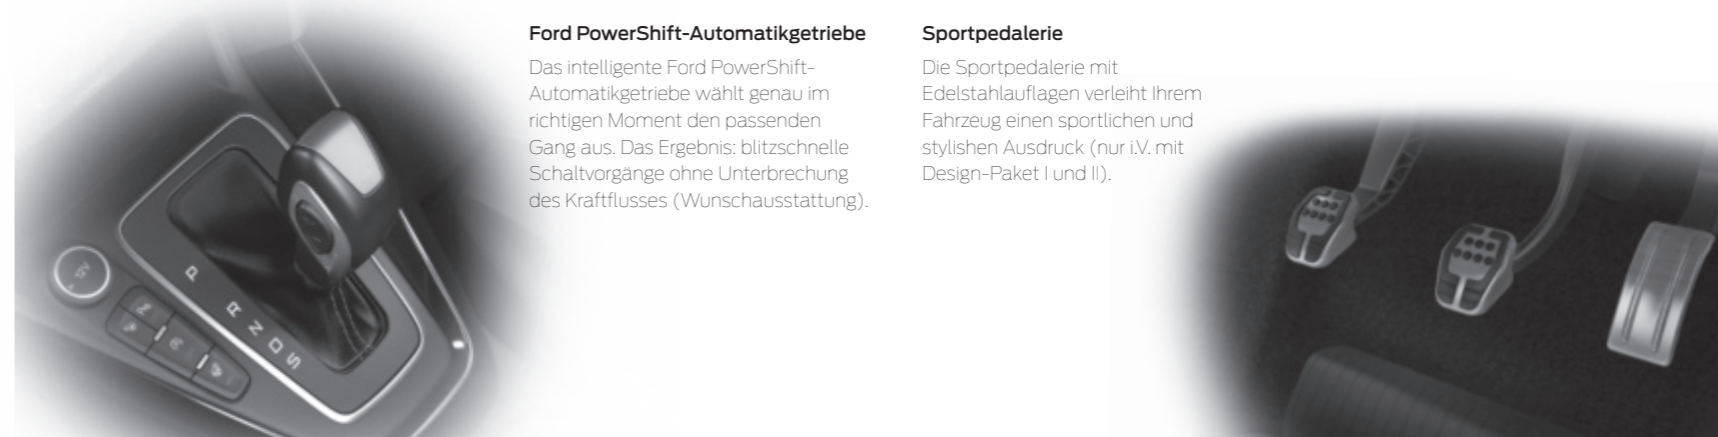 Ford PowerShift-Automatikgetriebe
Das intelligente Ford PowerShift-
Automatikgetriebe wählt genau im
richtigen Moment den passenden
Gang aus. Das Ergebnis: blitzschnelle
Schaltvorgänge ohne Unterbrechung
des Kraftflusses (Wunschausstattung).
Sportpedalerie
Die Sportpedalerie mit
Edelstahlauflagen verleiht Ihrem
Fahrzeug einen sportlichen und
stylishen Ausdruck (nur i.V. mit
Design-Paket I und II).
12V
P
R
N
D
S